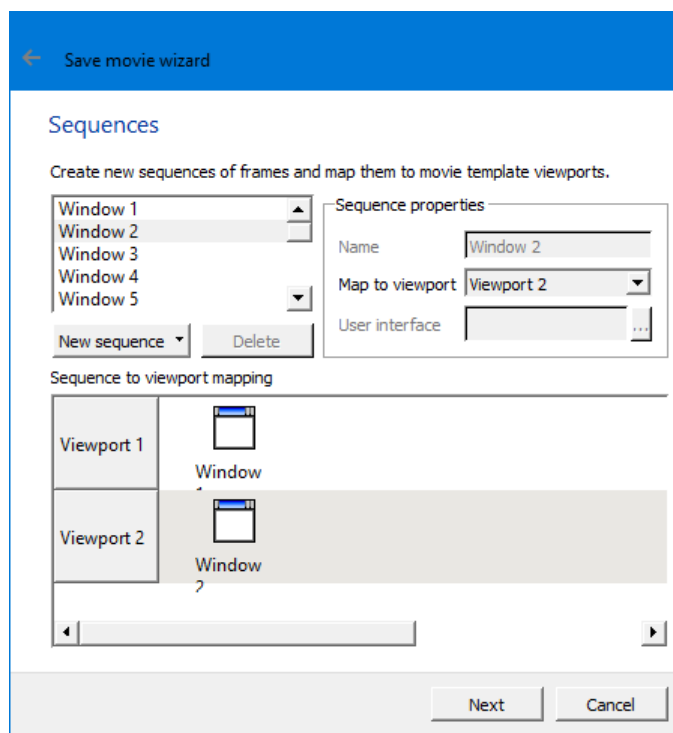 Save movie wizard
Sequences
Create new sequences of frames and map them to movie template viewports.
Window 1
Window 2
Window 3
Window 4
Window 5
Sequence properties
Name
Window 2
Map to viewport
Viewport 2
User interface
...
New sequence
Delete
Sequence to viewport mapping
Viewport 1
Window
Viewport 2
Window
2
Next
Cancel